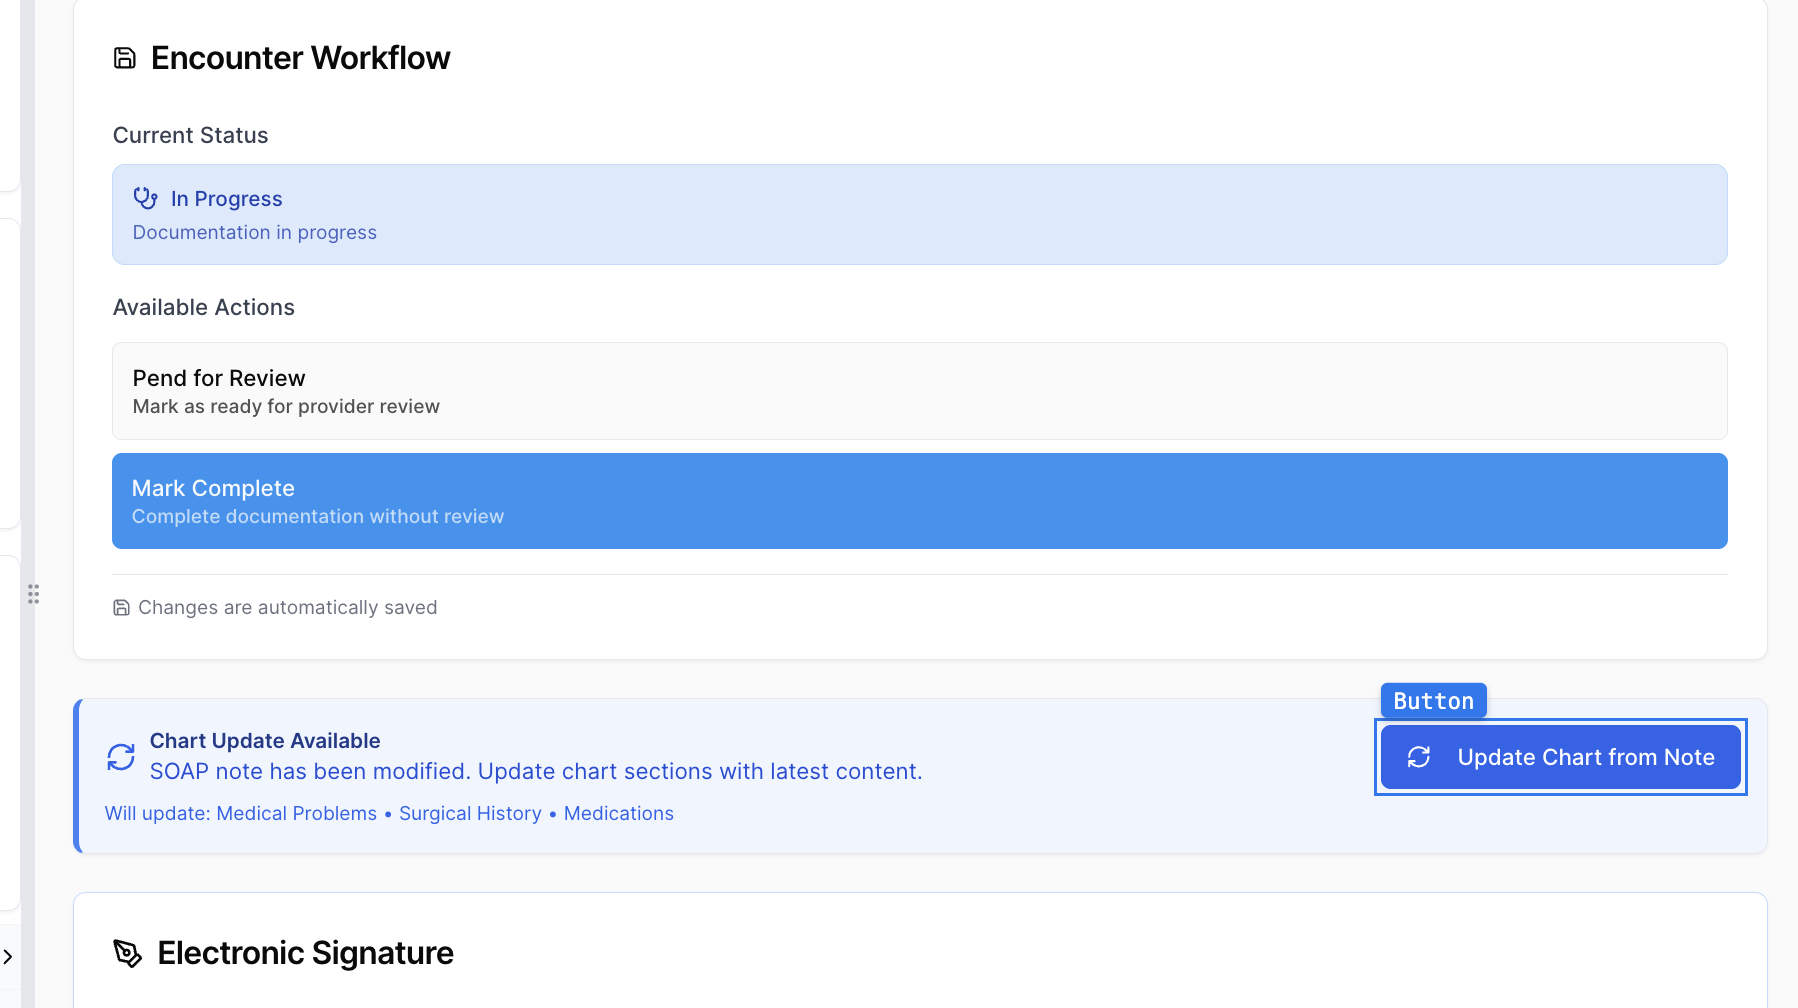 Encounter Workflow
Current Status
In Progress
Documentation in progress
Available Actions
Pend for Review
Mark as ready for provider review
Mark Complete
Complete documentation without review
Changes are automatically saved
Button
Chart Update Available
SOAP note has been modified. Update chart sections with latest content.
Update Chart from Note
Will update: Medical Problems • Surgical History • Medications
Electronic Signature